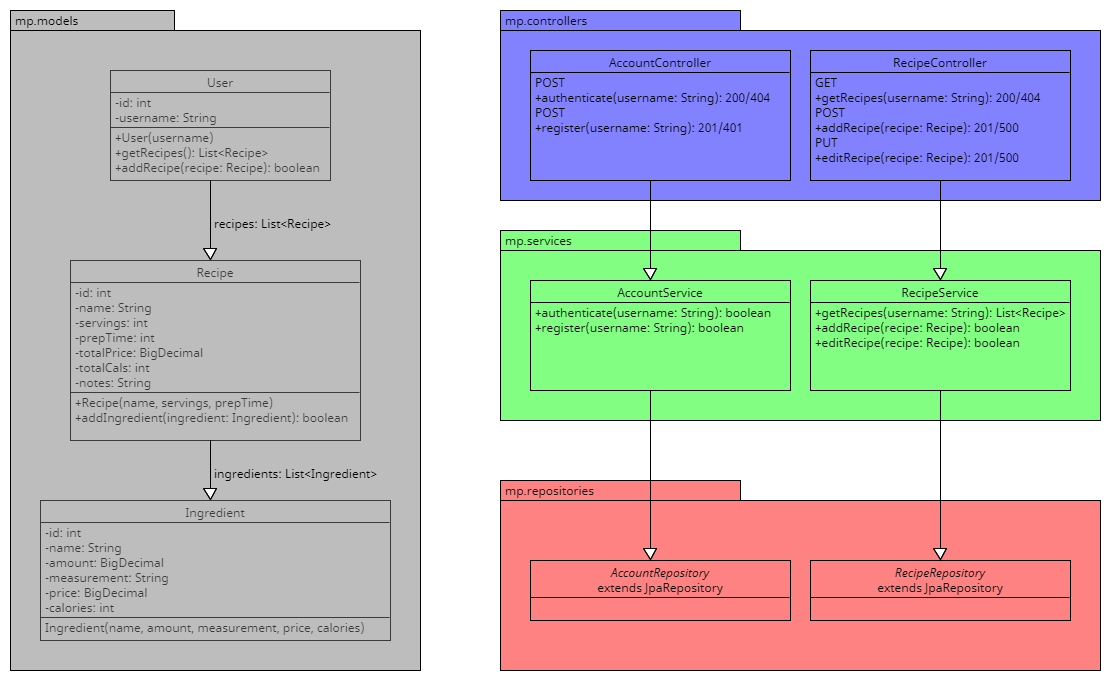 mp.models
User
-id: int
-username: String
+User(username)
+getRecipes(): List<Recipe>
+addRecipe(recipe: Recipe): boolean
recipes: List<Recipe>
Recipe
-id: int
-name: String
-servings: int
-prepTime: int
-totalPrice: BigDecimal
-totalCals: int
-notes: String
+Recipe(name, servings, prepTime)
+addIngredient(ingredient: Ingredient): boolean
ingredients: List<Ingredient>
Ingredient
-id: int
-name: String
-amount: BigDecimal
-measurement: String
-price: BigDecimal
-calories: int
Ingredient(name, amount, measurement, price, calories)
mp.controllers
AccountController
POST
+authenticate(username: String): 200/404
POST
+register(username: String): 201/401
RecipeController
GET
+getRecipes(username: String): 200/404
POST
+addRecipe(recipe: Recipe): 201/500
PUT
+editRecipe(recipe: Recipe): 201/500
mp.services
AccountService
+authenticate(username: String): boolean
+register(username: String): boolean
RecipeService
+getRecipes(username: String): List<Recipe>
+addRecipe(recipe: Recipe): boolean
+editRecipe(recipe: Recipe): boolean
mp.repositories
AccountRepository
extends JpaRepository
RecipeRepository
extends JpaRepository